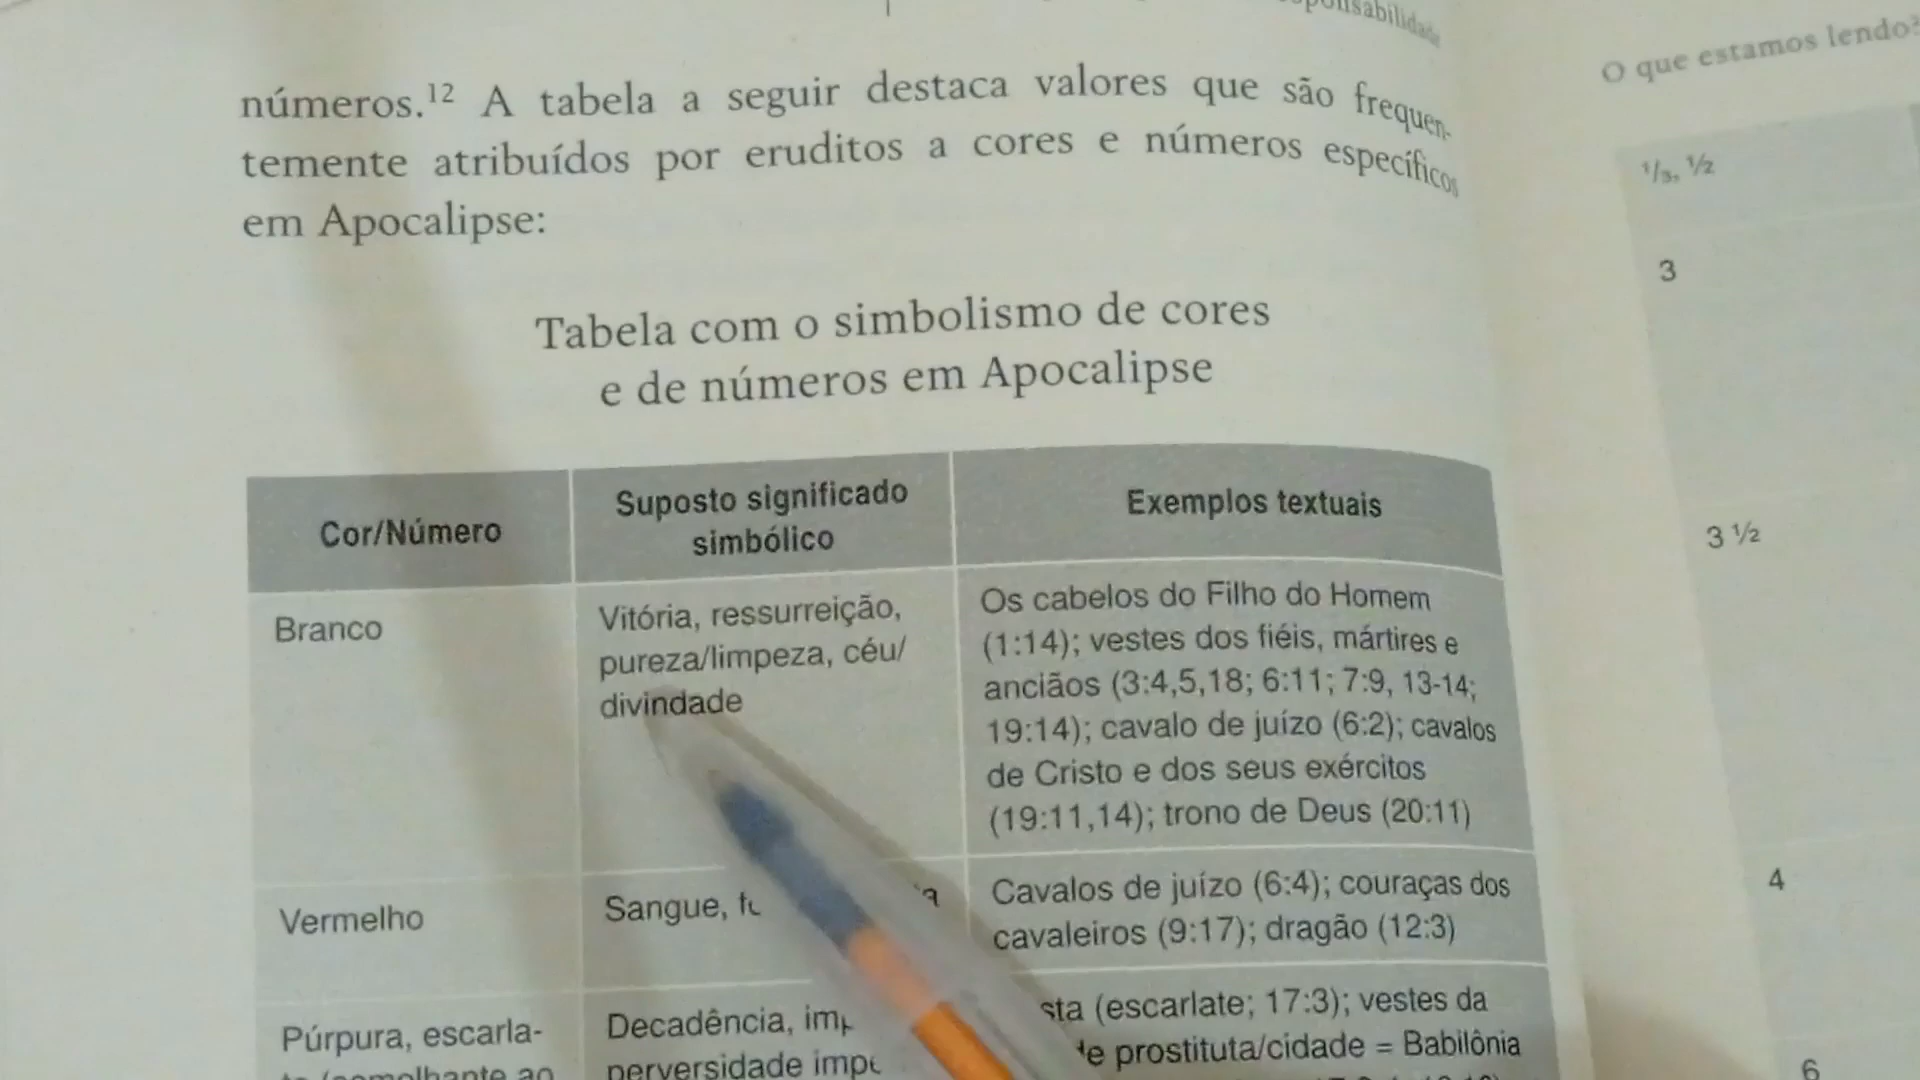 números.¹² A tabela a seguir destaca valores que são frequen-
temente atribuídos por eruditos a cores e números específicos
em Apocalipse:
Tabela com o simbolismo de cores
e de números em Apocalipse
Cor/Número
Suposto significado
simbólico
Exemplos textuais
Branco
Vitória, ressurreição,
pureza/limpeza, céu/
divindade
Os cabelos do Filho do Homem
(1:14); vestes dos fiéis, mártires e
anciãos (3:4,5,18; 6:11; 7:9, 13-14;
19:14); cavalo de juízo (6:2); cavalos
de Cristo e dos seus exércitos
(19:11,14); trono de Deus (20:11)
Vermelho
Sangue,
Cavalos de juízo (6:4); couraças dos
cavaleiros (9:17); dragão (12:3)
Púrpura, escarla-
Decadência,
perversidade
(escarlate; 17:3); vestes da
prostituta/cidade = Babilônia
O que estamos lendo?
¹/₃, ½
3
3 ½
4
6